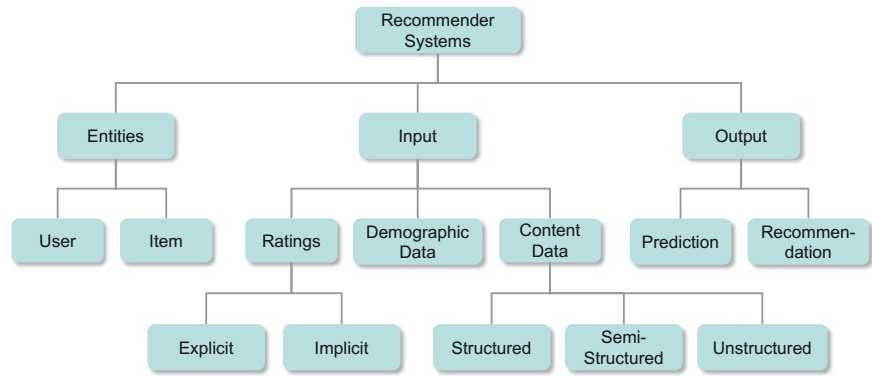 Recommender
Systems
Entities
Input
Output
User
Item
Ratings
Demographic
Data
Content
Data
Prediction
Recommen-
dation
Explicit
Implicit
Structured
Semi-
Structured
Unstructured